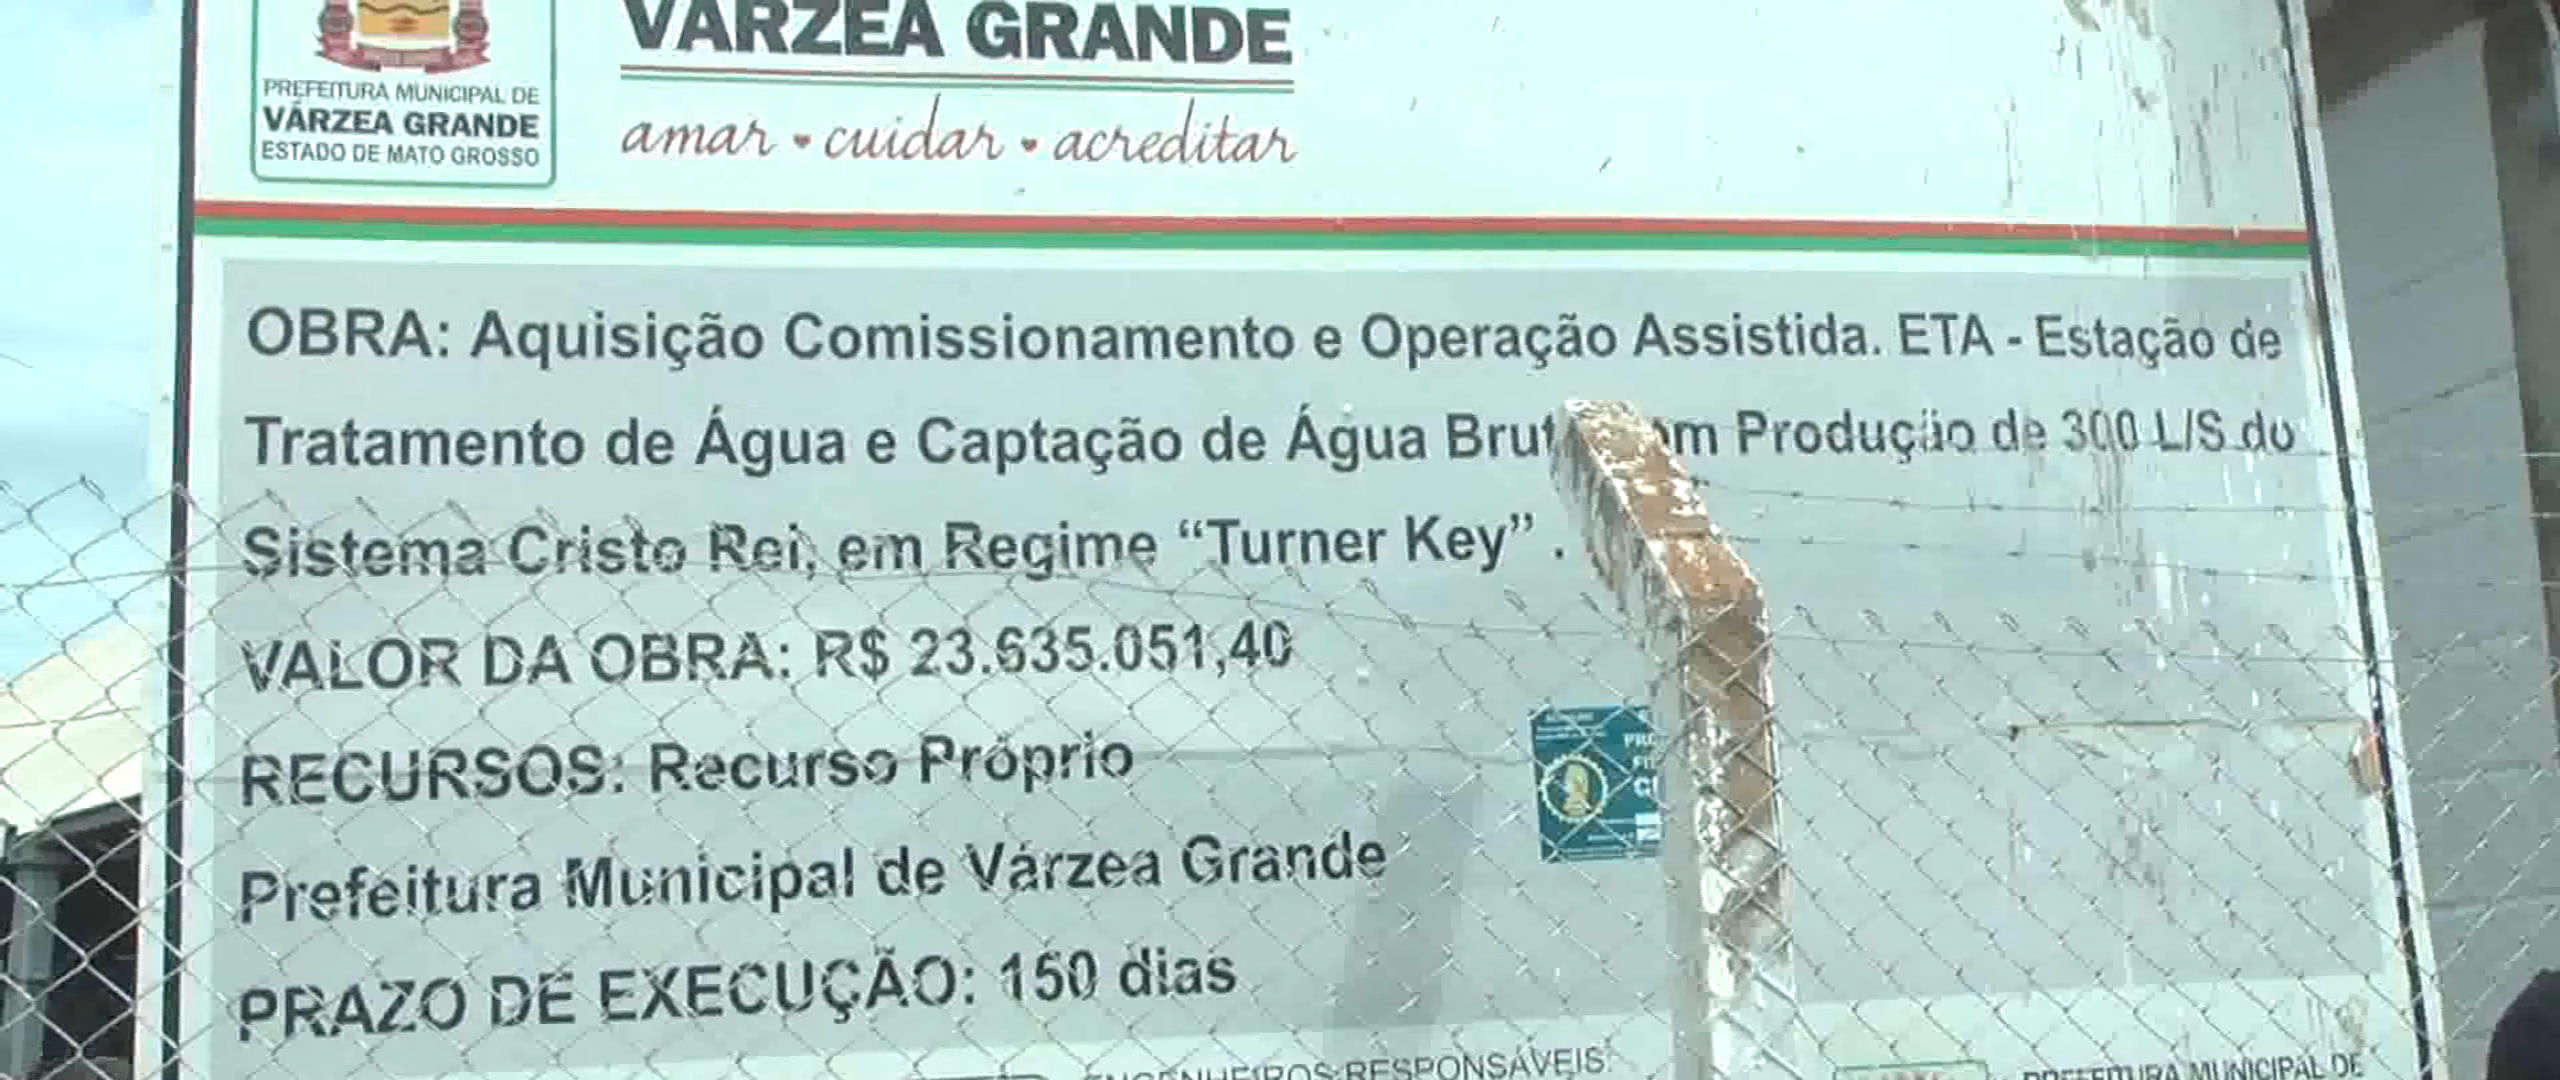 VÁRZEA GRANDE
amar • cuidar • acreditar
PREFEITURA MUNICIPAL DE
VÁRZEA GRANDE
ESTADO DE MATO GROSSO
OBRA: Aquisição Comissionamento e Operação Assistida. ETA - Estação de
Tratamento de Água e Captação de Água Brut em Produção de 300 L/S do
Sistema Cristo Rei, em Regime “Turner Key” .
VALOR DA OBRA: R$ 23.635.051,40
RECURSOS: Recurso Próprio
Prefeitura Municipal de Várzea Grande
PRAZO DE EXECUÇÃO: 150 dias
ENGENHEIROS RESPONSÁVEIS:
PREFEITURA MUNICIPAL DE